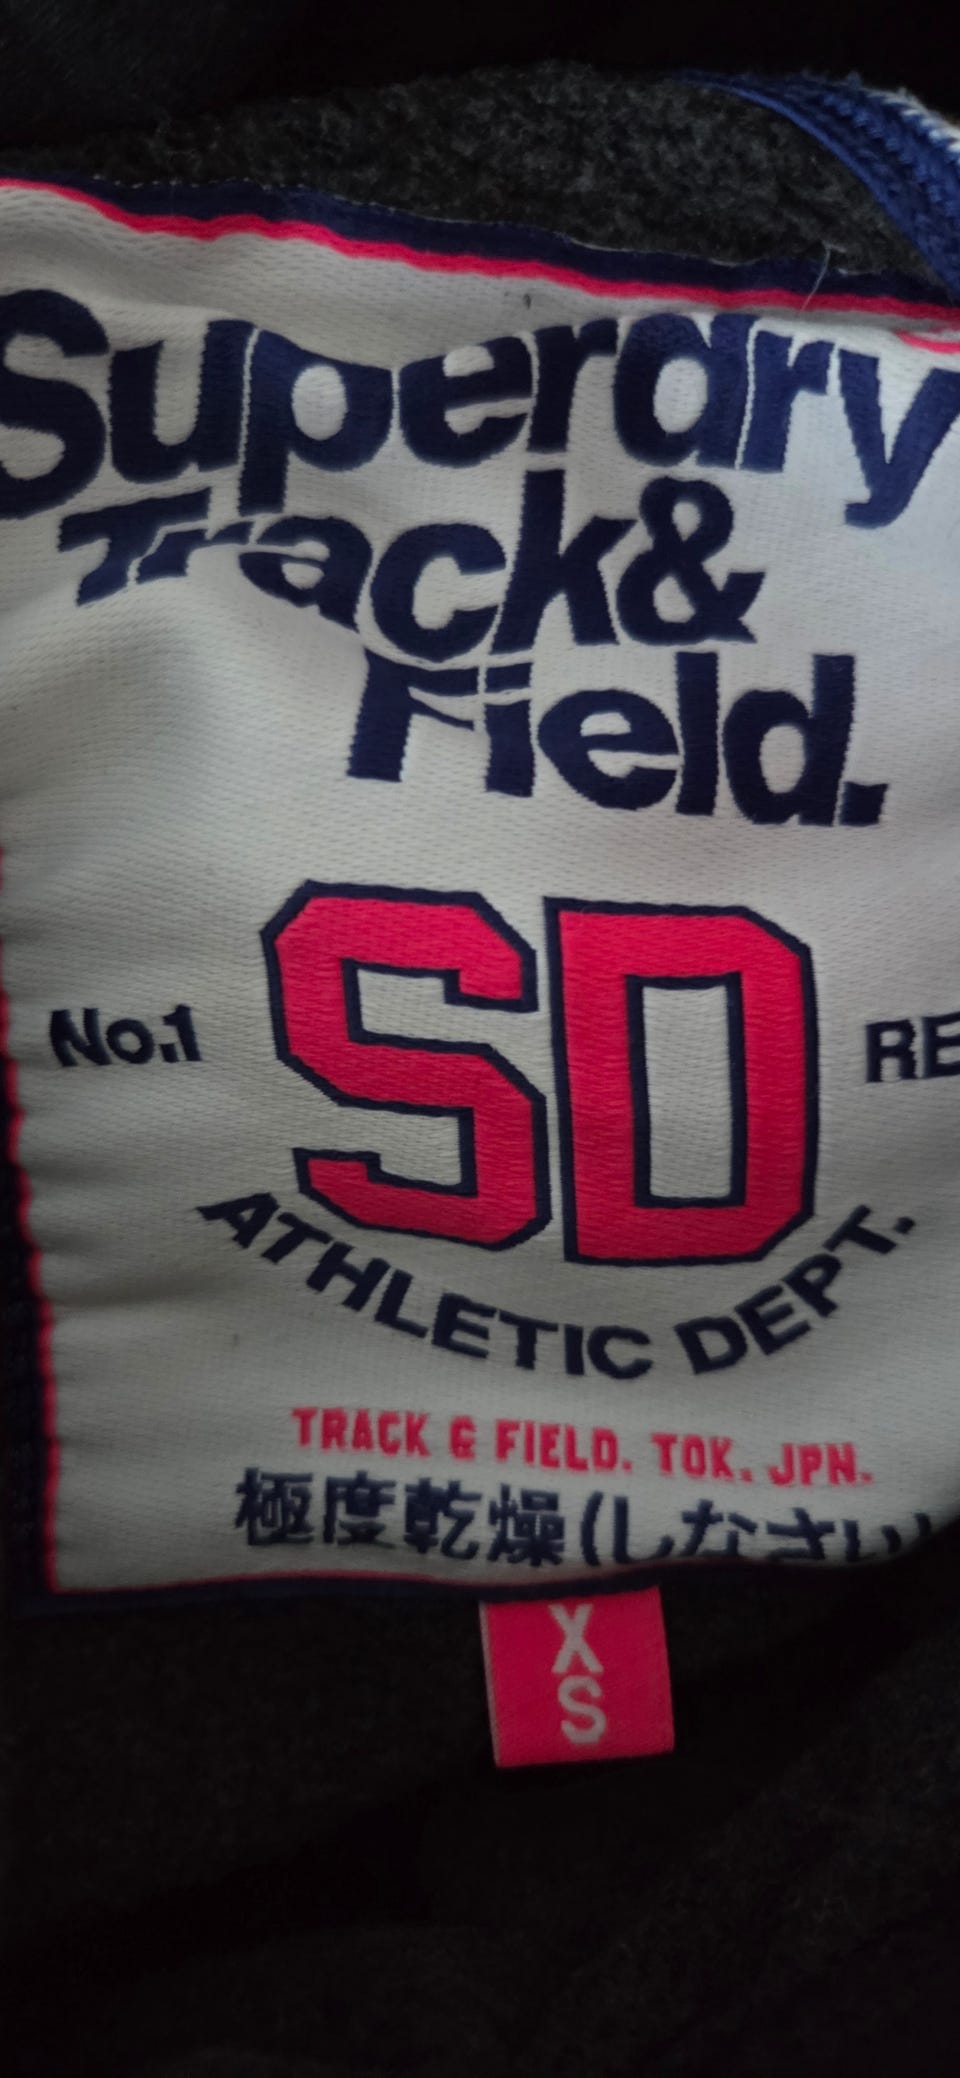 Superdry
Track &
Field.
No.1 SD RE
ATHLETIC DEPT.
TRACK & FIELD. TOK. JPN.
極度乾燥(しなさい
XS